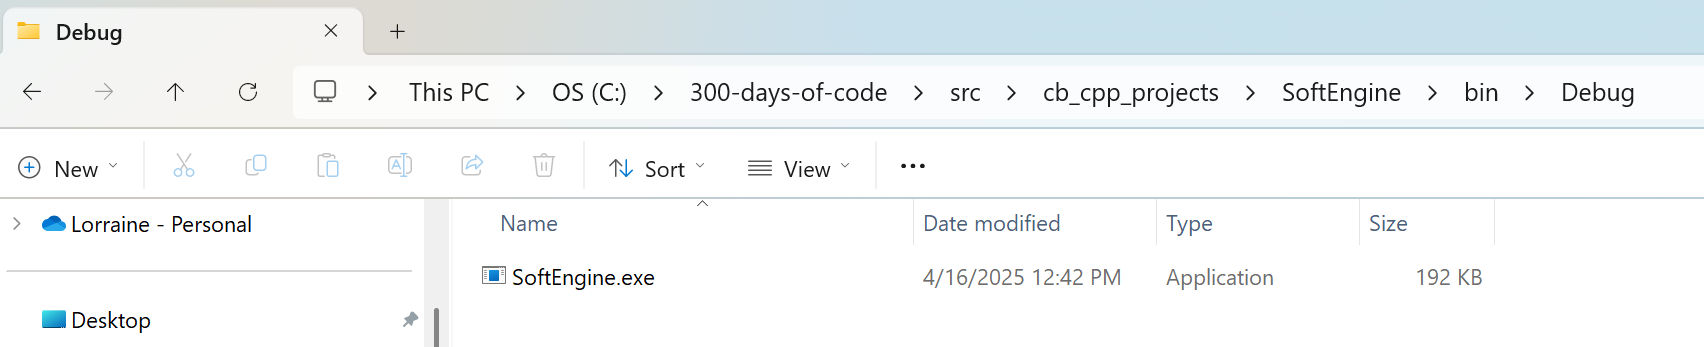 Debug
This PC > OS (C:) > 300-days-of-code > src > cb_cpp_projects > SoftEngine > bin > Debug
New Sort View ...
Name Date modified Type Size
Lorraine - Personal
SoftEngine.exe 4/16/2025 12:42 PM Application 192 KB
Desktop